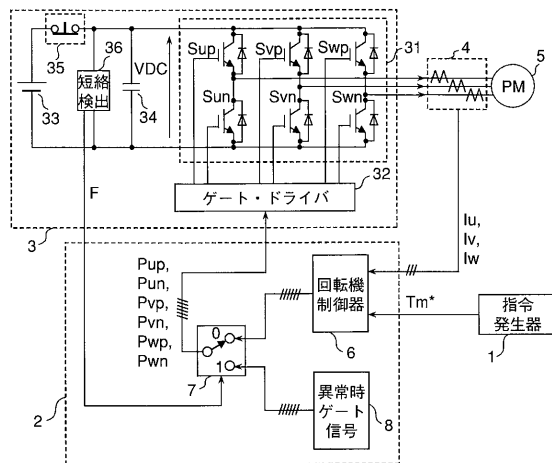 36
35
VDC
短絡
検出
33
34
F
Sup
Svp
Swp
Sun
Svn
Swn
31
4
5
PM
ゲート・ドライバ
32
3
Iu,
Iv,
Iw
Pup,
Pun,
Pvp,
Pvn,
Pwp,
Pwn
回転機
制御器
6
Tm*
指令
発生器
1
0
1
7
2
異常時
ゲート
信号
8